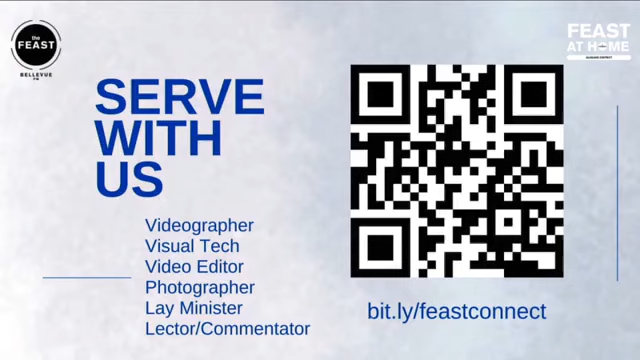 the
FEAST
BELLEVUE
PM
FEAST
AT HOME
SERVE
WITH
US
Videographer
Visual Tech
Video Editor
Photographer
Lay Minister
Lector/Commentator
bit.ly/feastconnect